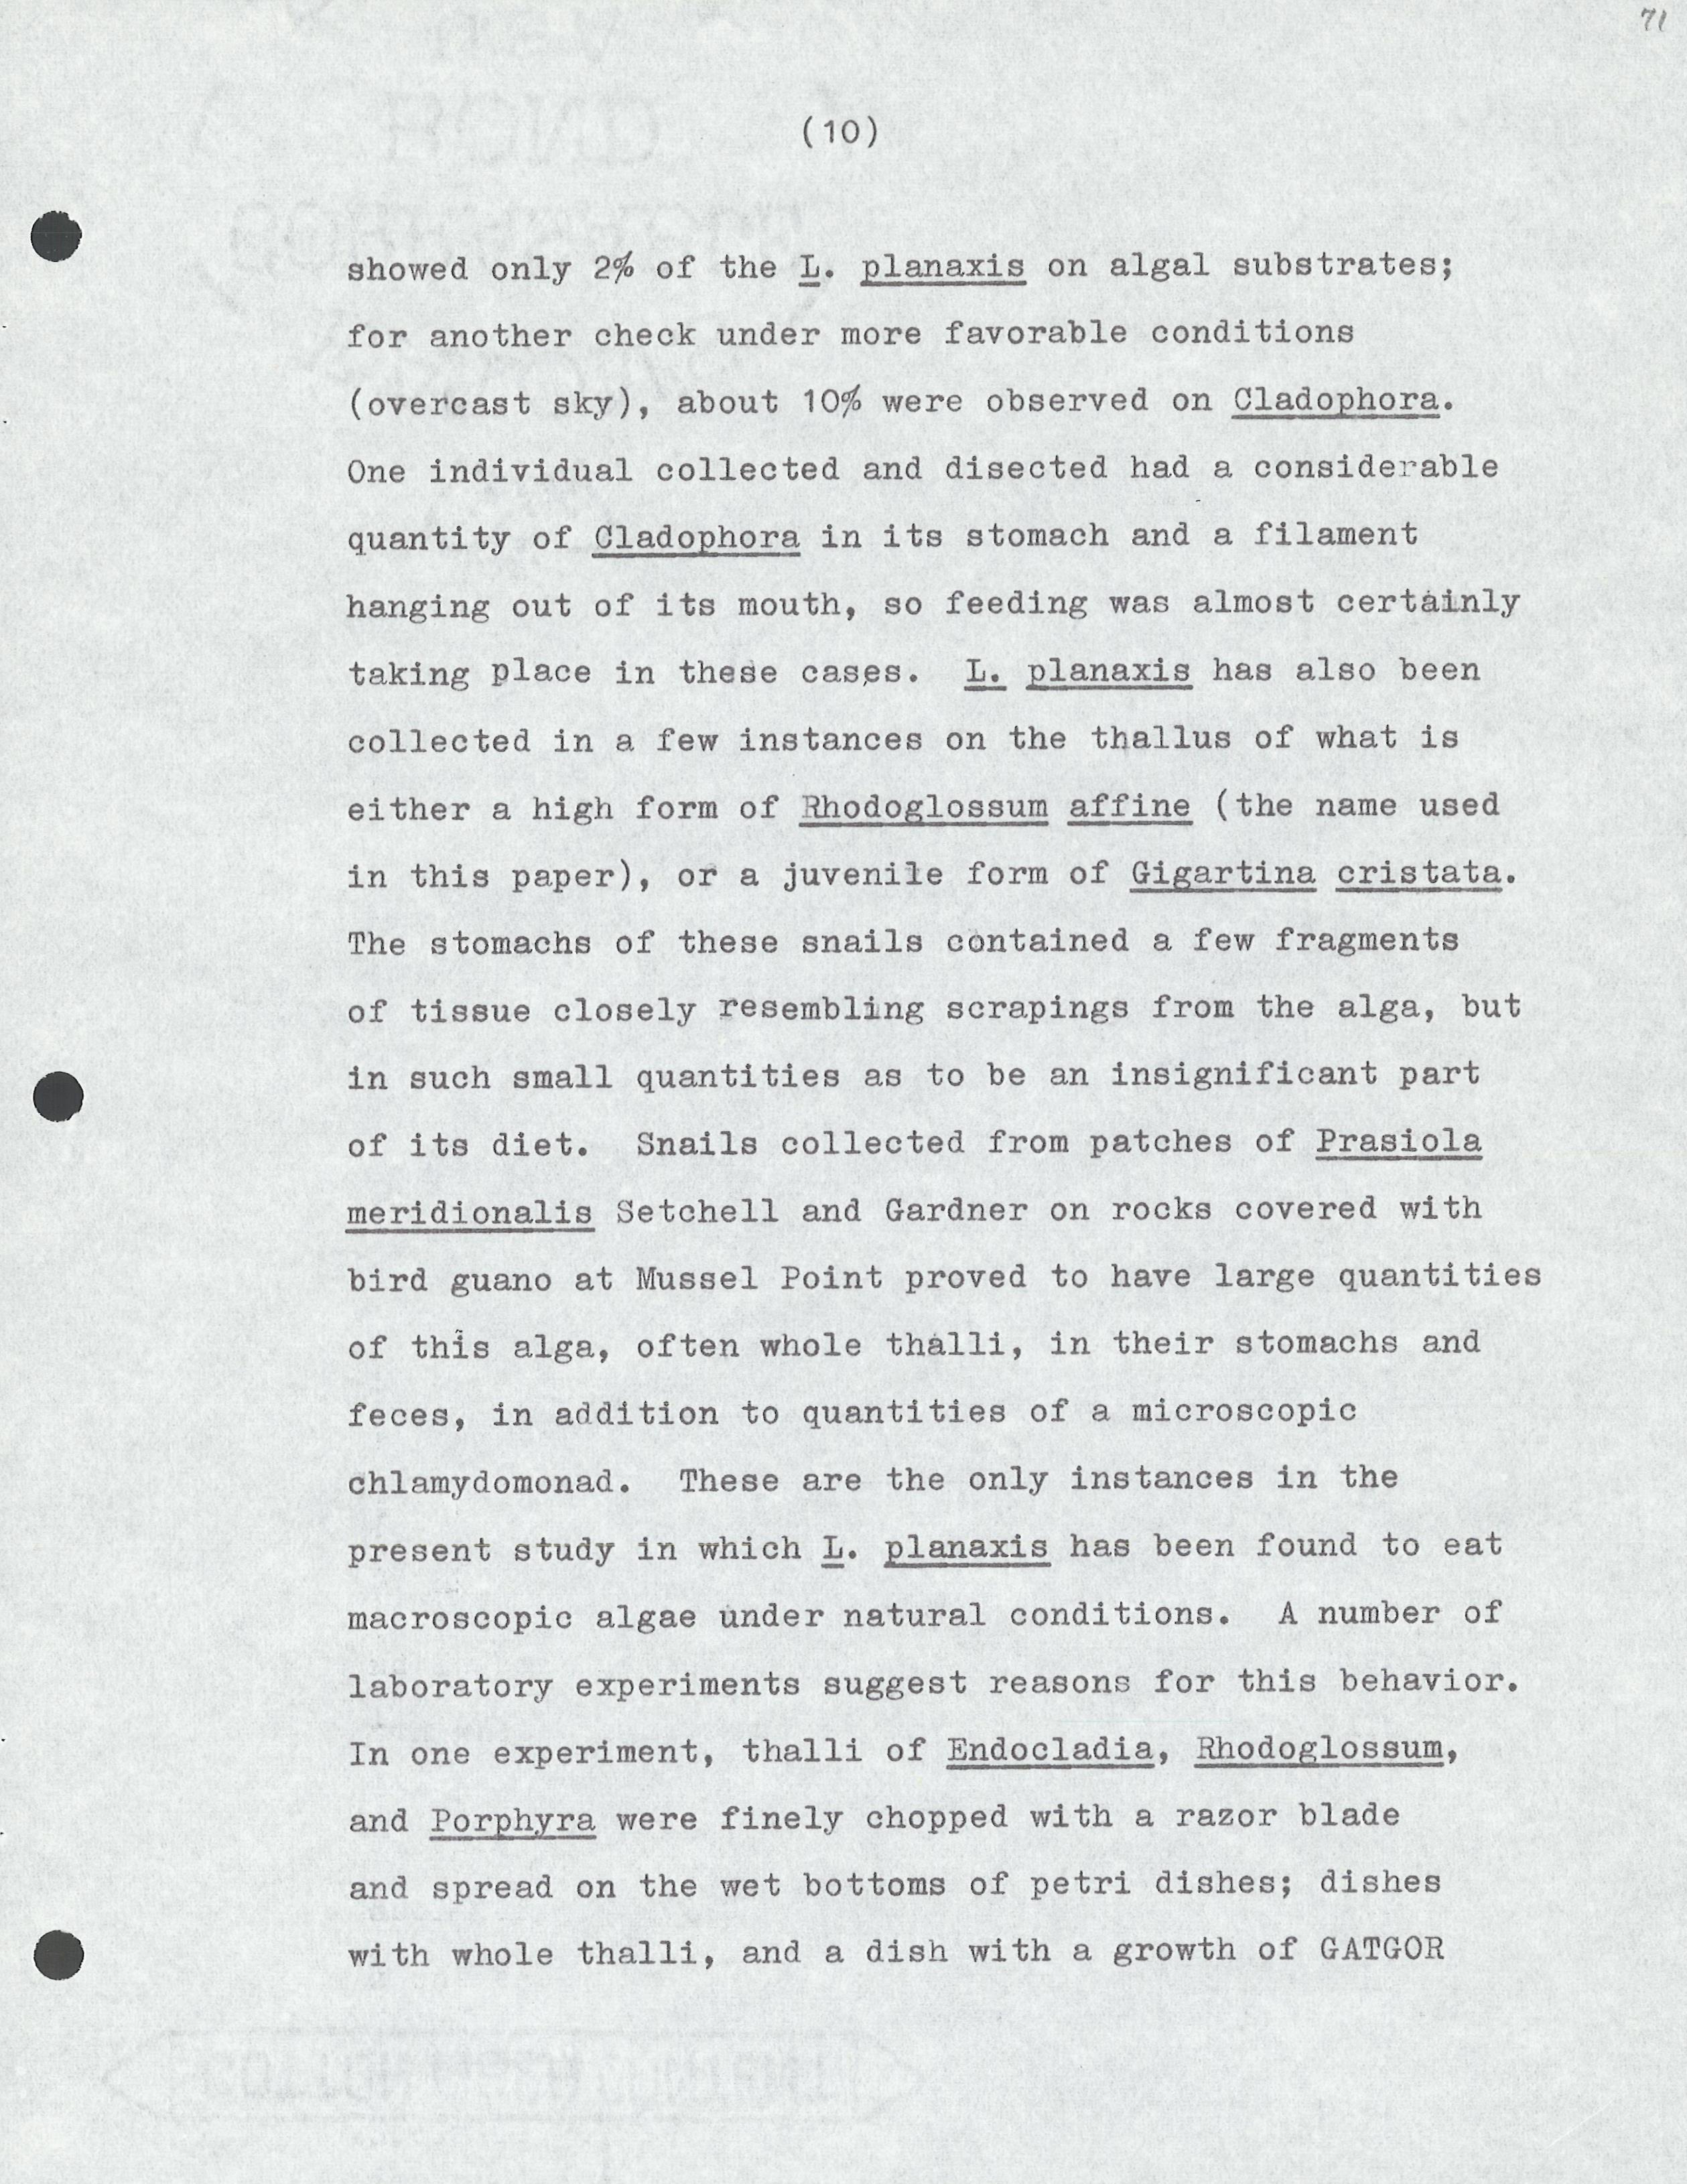 71
(10)
showed only 2% of the L. planaxis on algal substrates;
for another check under more favorable conditions
(overcast sky), about 10% were observed on Cladophora.
One individual collected and disected had a considerable
quantity of Cladophora in its stomach and a filament
hanging out of its mouth, so feeding was almost certainly
taking place in these cases.  L. planaxis has also been
collected in a few instances on the thallus of what is
either a high form of Rhodoglossum affine (the name used
in this paper), or a juvenile form of Gigartina cristata.
The stomachs of these snails contained a few fragments
of tissue closely resembling scrapings from the alga, but
in such small quantities as to be an insignificant part
of its diet.  Snails collected from patches of Prasiola
meridionalis Setchell and Gardner on rocks covered with
bird guano at Mussel Point proved to have large quantities
of this alga, often whole thalli, in their stomachs and
feces, in addition to quantities of a microscopic
chlamydomonad.  These are the only instances in the
present study in which L. planaxis has been found to eat
macroscopic algae under natural conditions.  A number of
laboratory experiments suggest reasons for this behavior.
In one experiment, thalli of Endocladia, Rhodoglossum,
and Porphyra were finely chopped with a razor blade
and spread on the wet bottoms of petri dishes; dishes
with whole thalli, and a dish with a growth of GATGOR